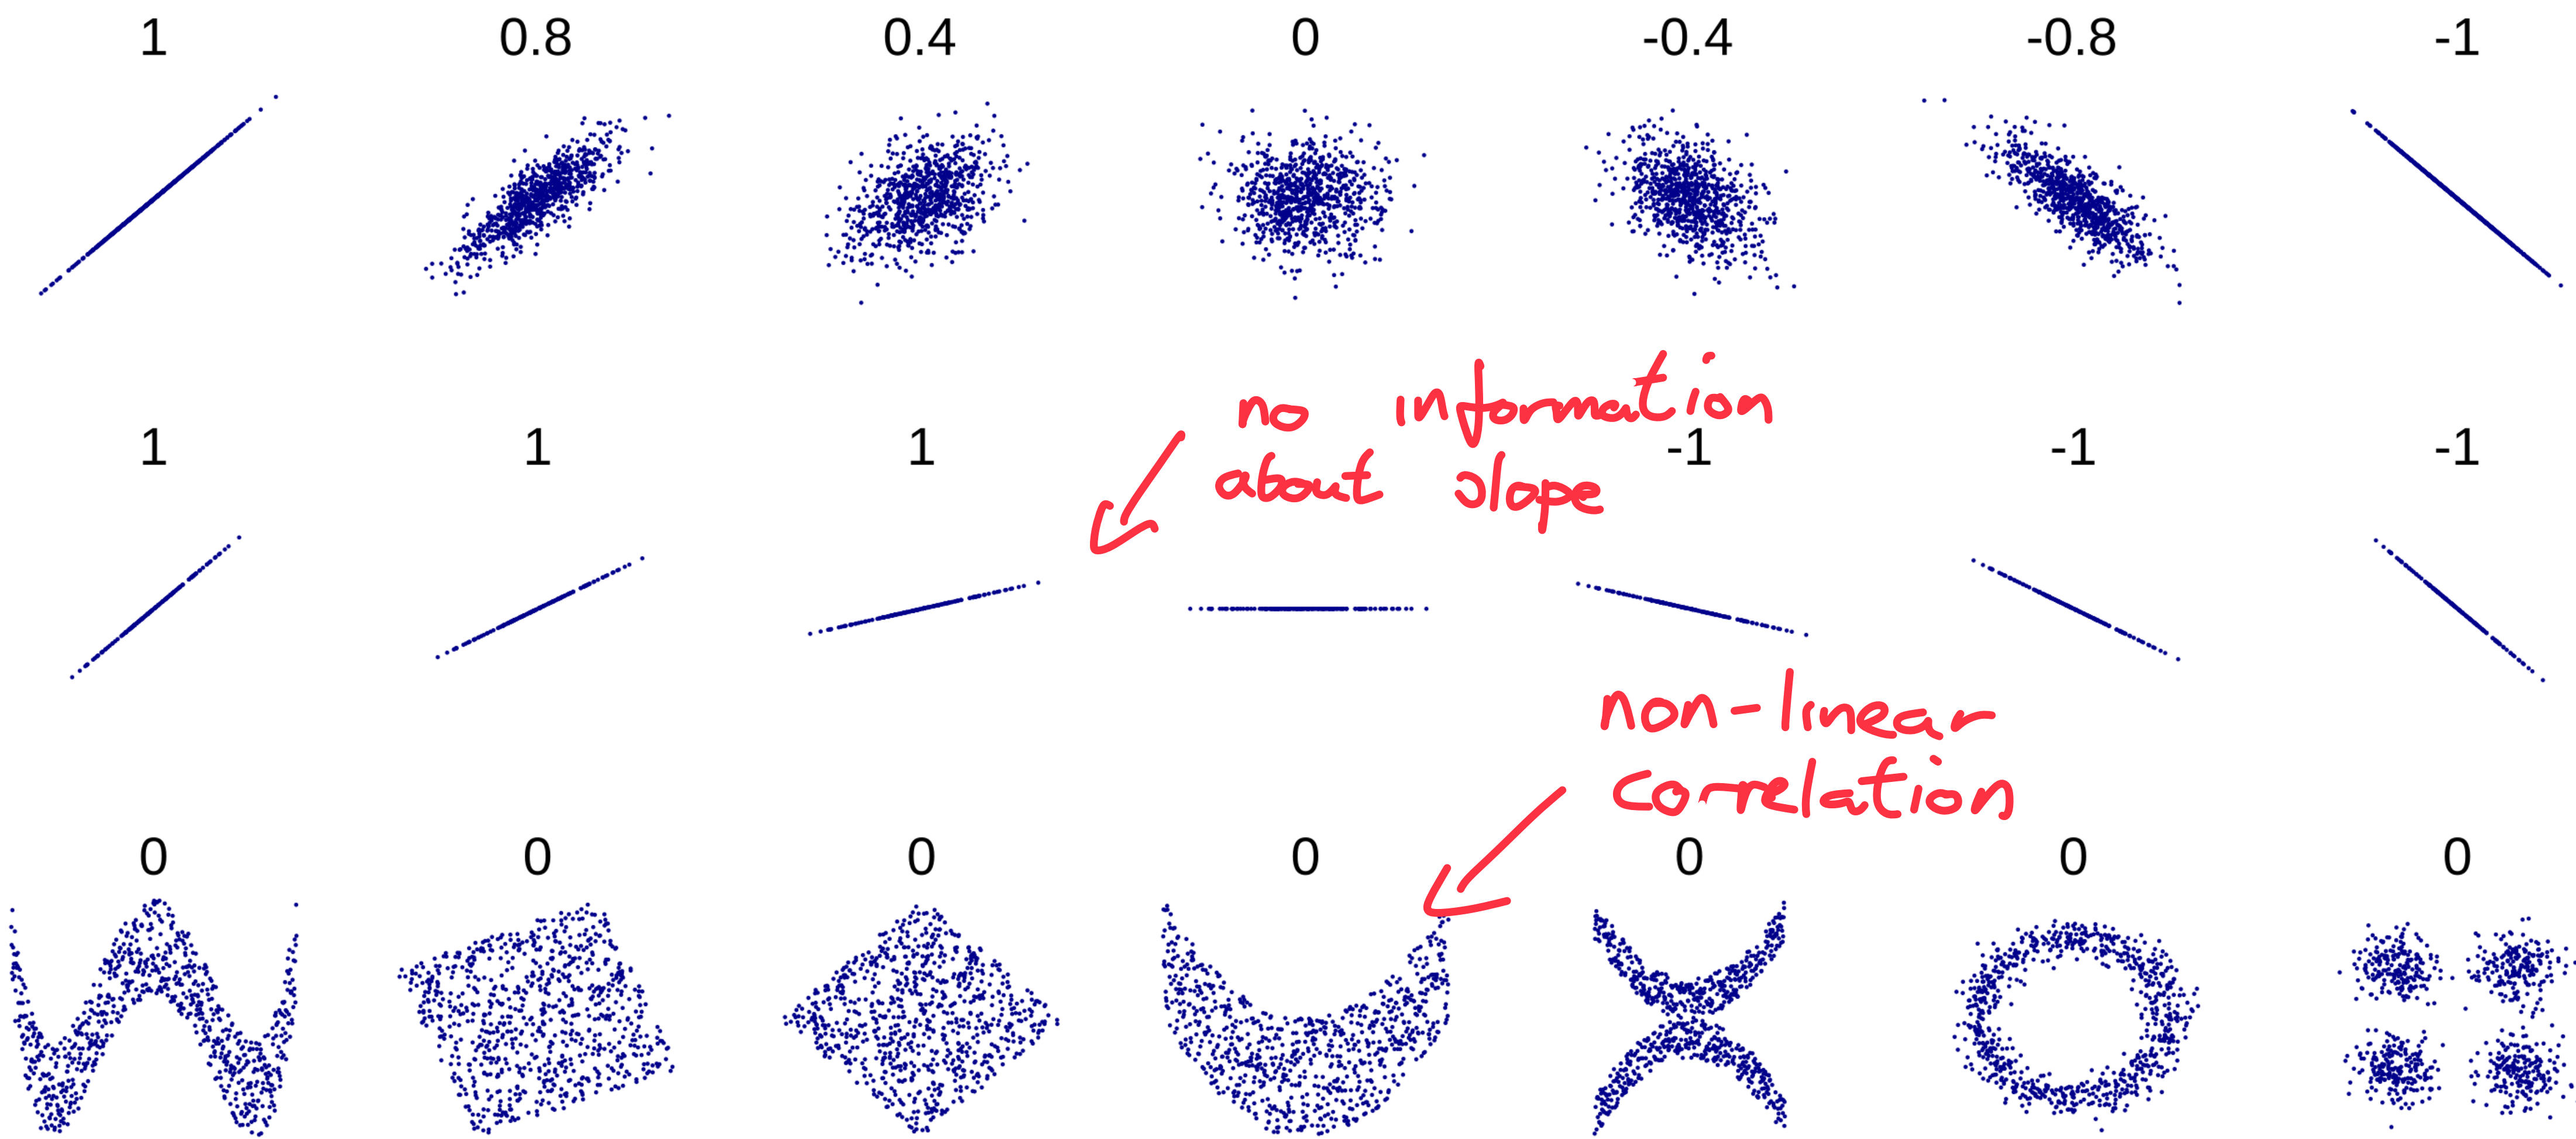 1 0.8 0.4 0 -0.4 -0.8 -1
no information
about slope
1 1 1 -1 -1 -1
non-linear
correlation
0 0 0 0 0 0 0